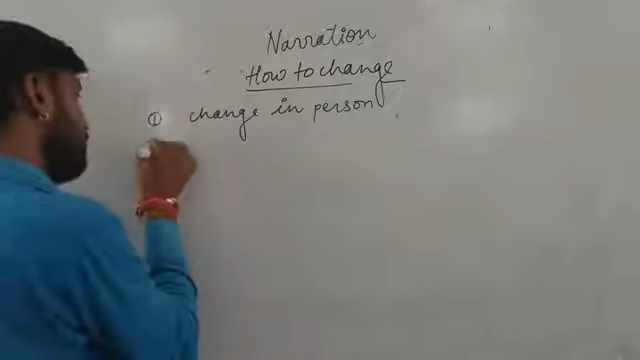 Narration
How to change
① change in person